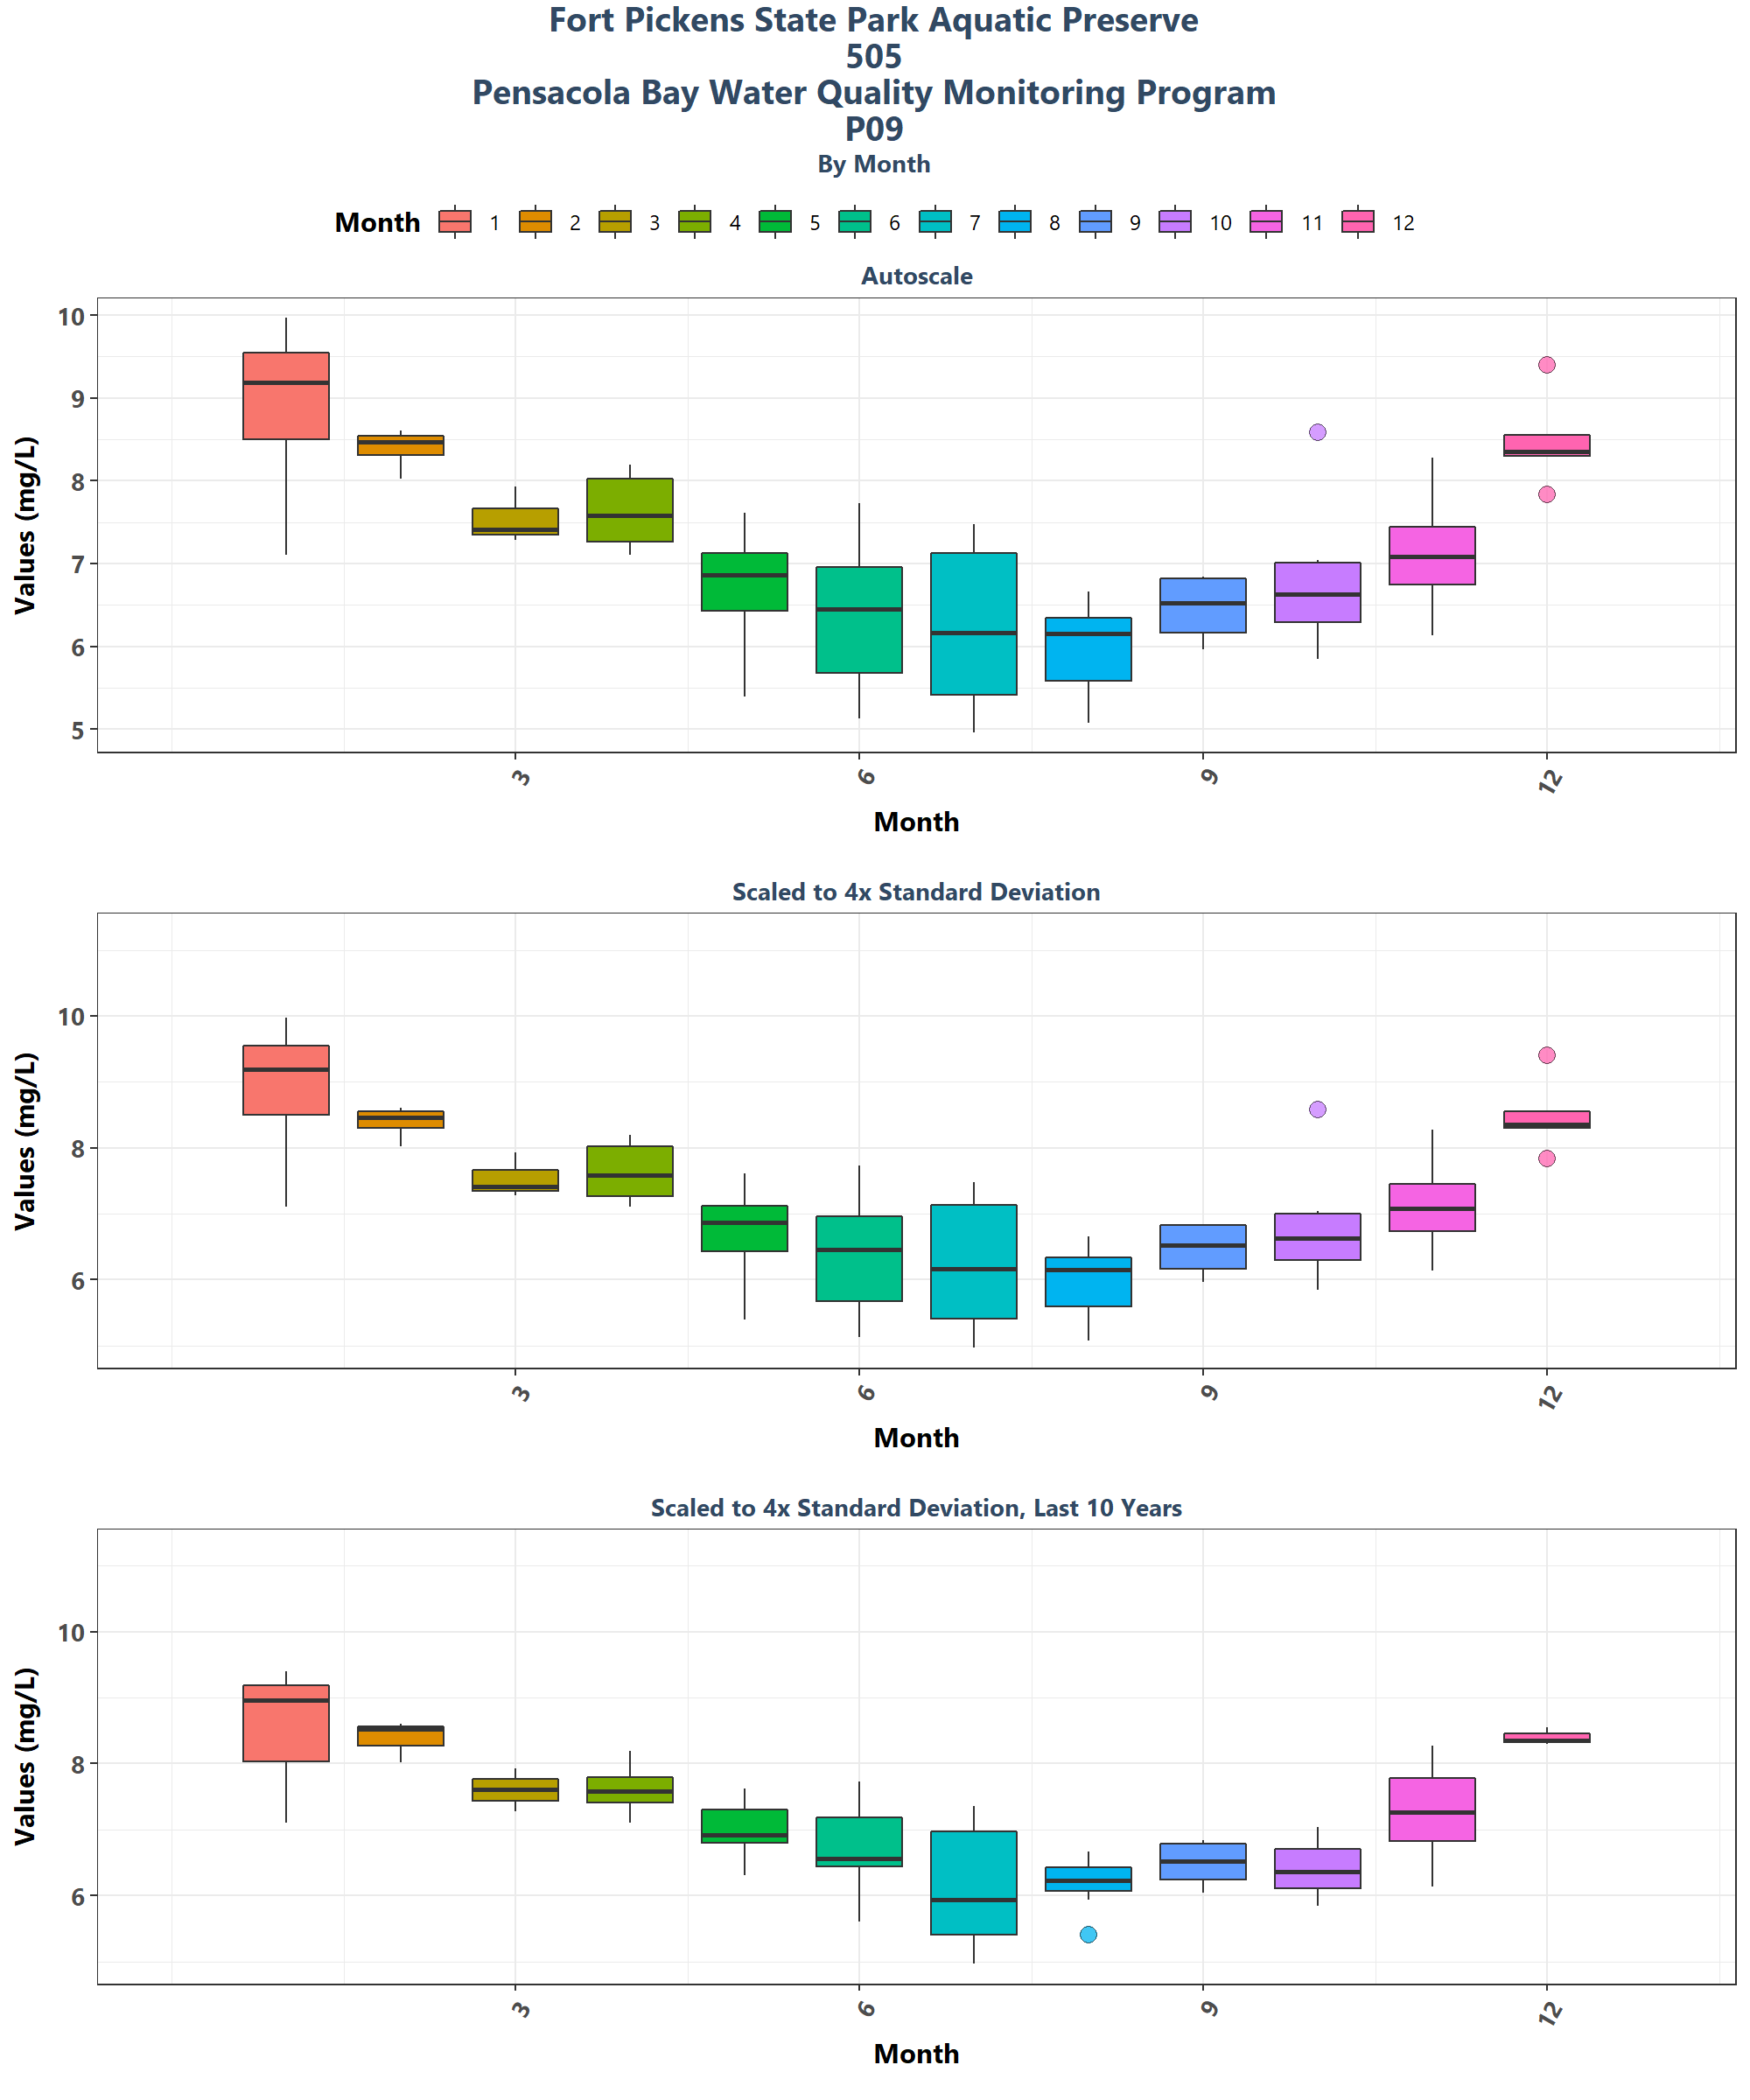 Fort Pickens State Park Aquatic Preserve
505
Pensacola Bay Water Quality Monitoring Program
P09
By Month
Month 1 2 3 4 5 6 7 8 9 10 11 12
Autoscale
Values (mg/L)
10
9
8
7
6
5
3 6 9 12
Month
Scaled to 4x Standard Deviation
Values (mg/L)
10
8
6
3 6 9 12
Month
Scaled to 4x Standard Deviation, Last 10 Years
Values (mg/L)
10
8
6
3 6 9 12
Month